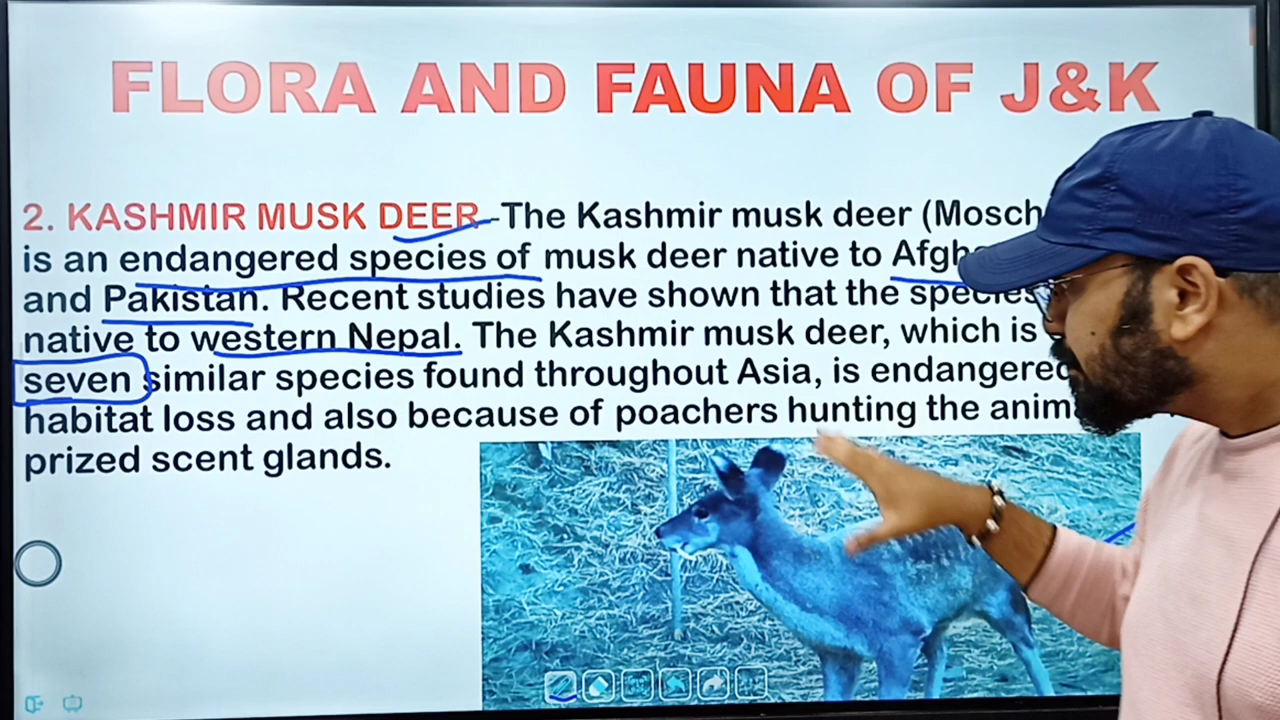 FLORA AND FAUNA OF J&K
2. KASHMIR MUSK DEER-The Kashmir musk deer (Mosch
is an endangered species of musk deer native to
and Pakistan. Recent studies have shown that the species
native to western Nepal. The Kashmir musk deer, which is
seven similar species found throughout Asia, is endangered
habitat loss and also because of poachers hunting the
prized scent glands.